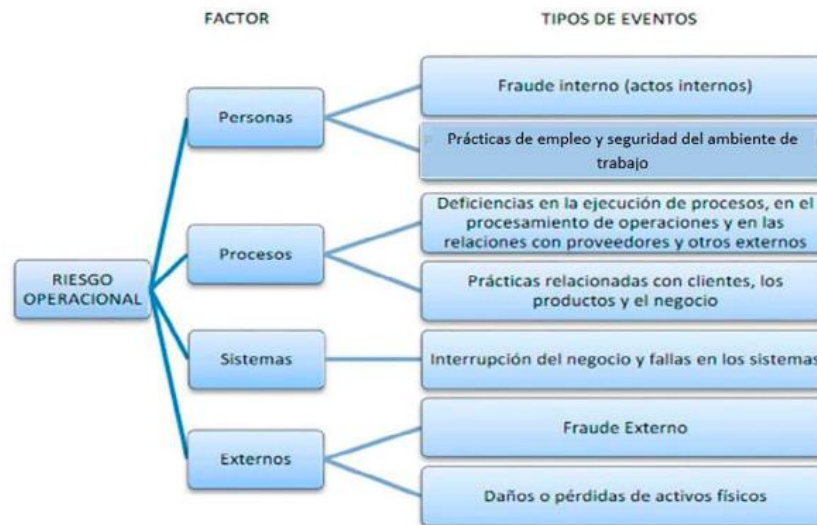 FACTOR
TIPOS DE EVENTOS
Personas
Fraude interno (actos internos)
Prácticas de empleo y seguridad del ambiente de
trabajo
Procesos
Deficiencias en la ejecución de procesos, en el
procesamiento de operaciones y en las
relaciones con proveedores y otros externos
Prácticas relacionadas con clientes, los
productos y el negocio
RIESGO
OPERACIONAL
Sistemas
Interrupción del negocio y fallas en los sistemas
Externos
Fraude Externo
Daños o pérdidas de activos físicos